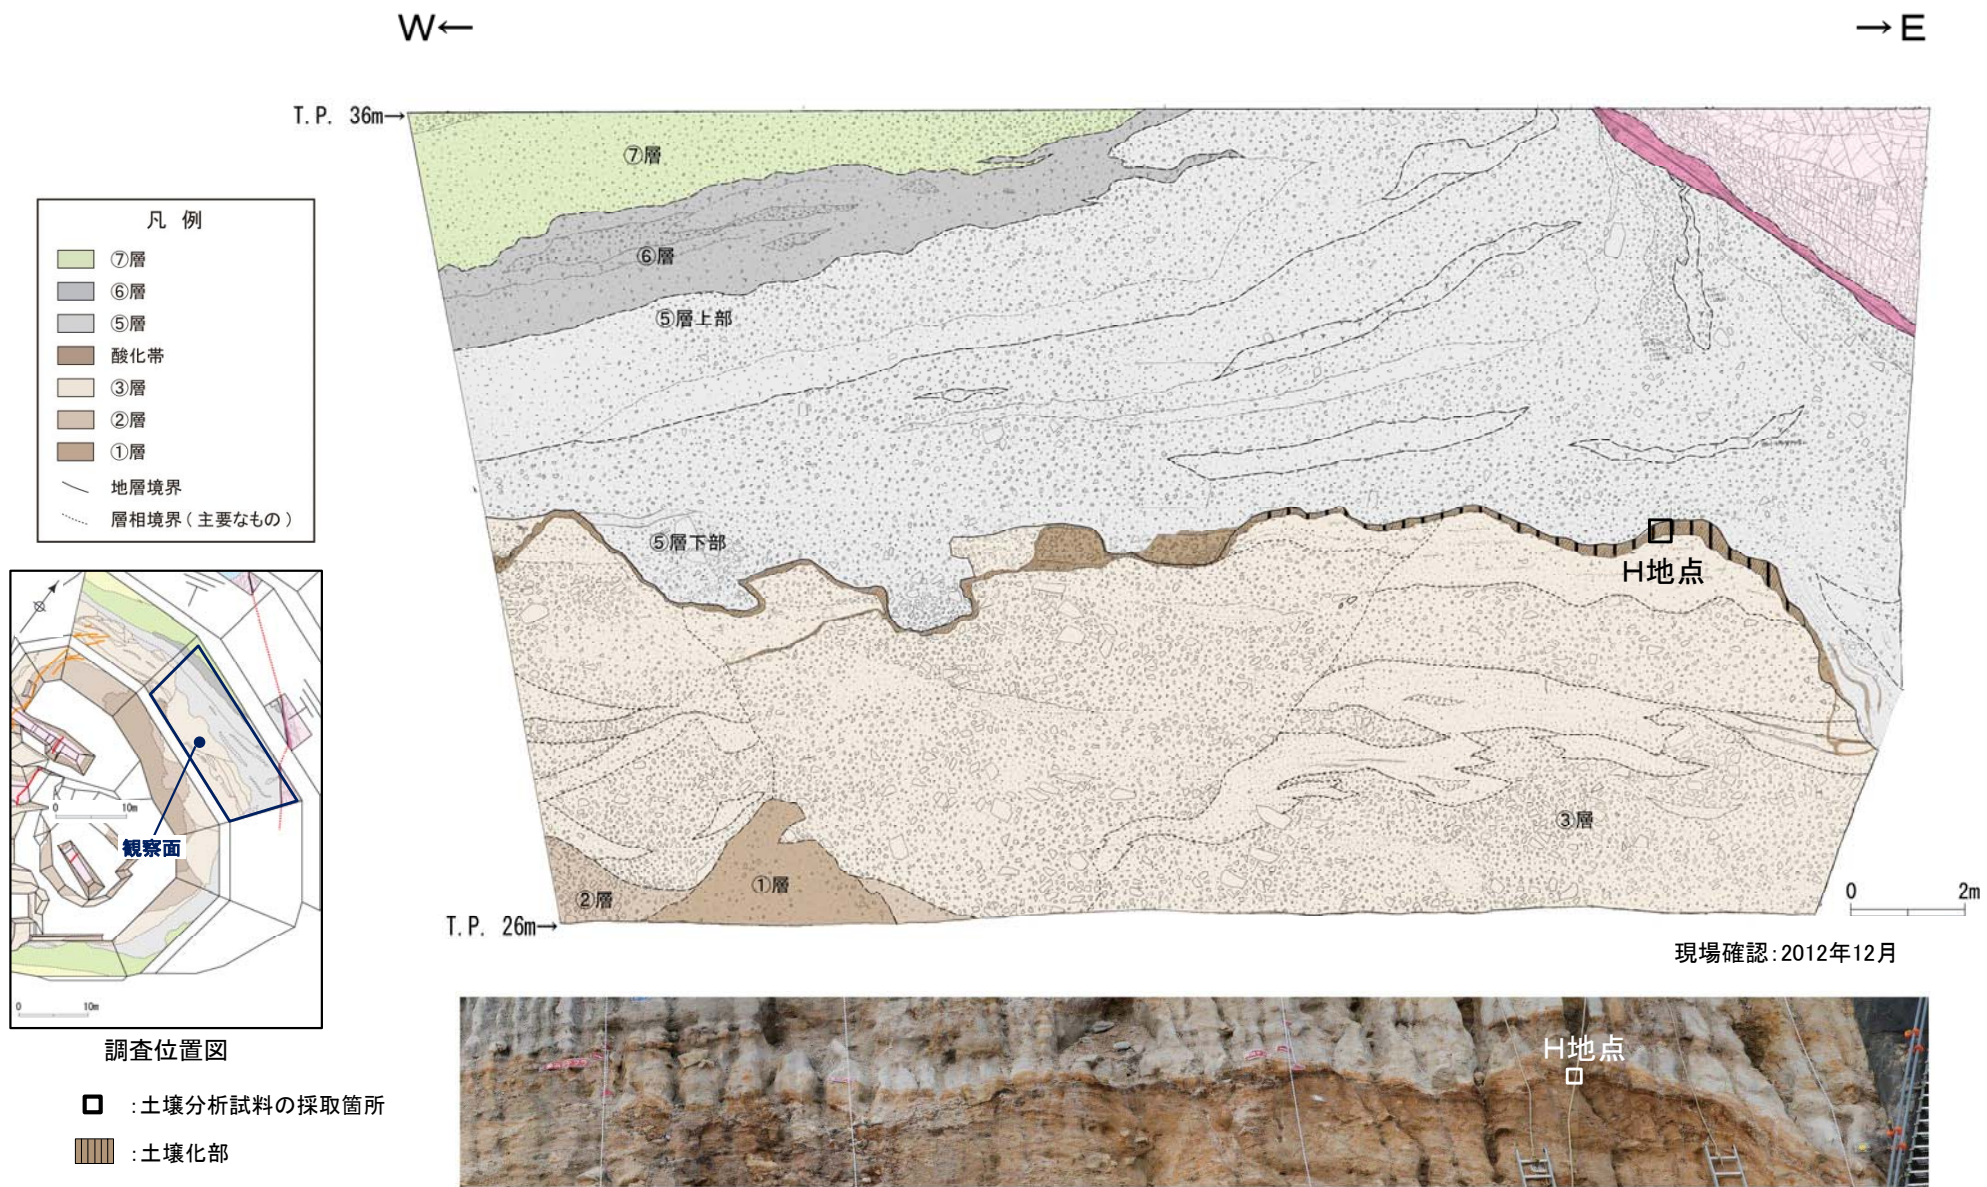 W← →E
T.P. 36m→
⑦層
⑥層
⑤層上部
⑤層下部
H地点
③層
①層
②層
T.P. 26m→
0 2m
現場確認:2012年12月
凡 例
⑦層
⑥層
⑤層
酸化帯
③層
②層
①層
地層境界
層相境界(主要なもの)
0 10m
観察面
0 10m
調査位置図
:土壌分析試料の採取箇所
:土壌化部
H地点